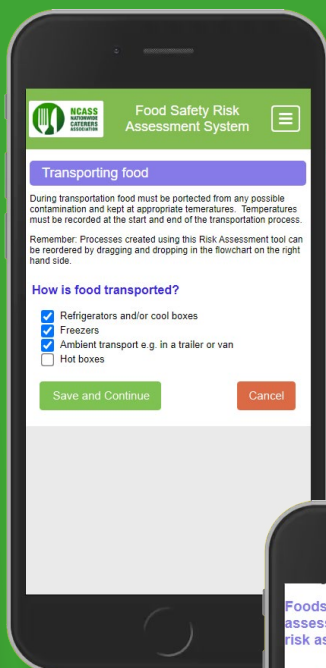 NCASS
NATIONWIDE
CATERERS
ASSOCIATION
Food Safety Risk
Assessment System
Transporting food
During transportation food must be portected from any possible
contamination and kept at appropriate temeratures. Temperatures
must be recorded at the start and end of the transportation process.
Remember: Processes created using this Risk Assessment tool can
be reordered by dragging and dropping in the flowchart on the right
hand side.
How is food transported?
Refrigerators and/or cool boxes
Freezers
Ambient transport e.g. in a trailer or van
Hot boxes
Save and Continue
Cancel
Foods
assess
risk as